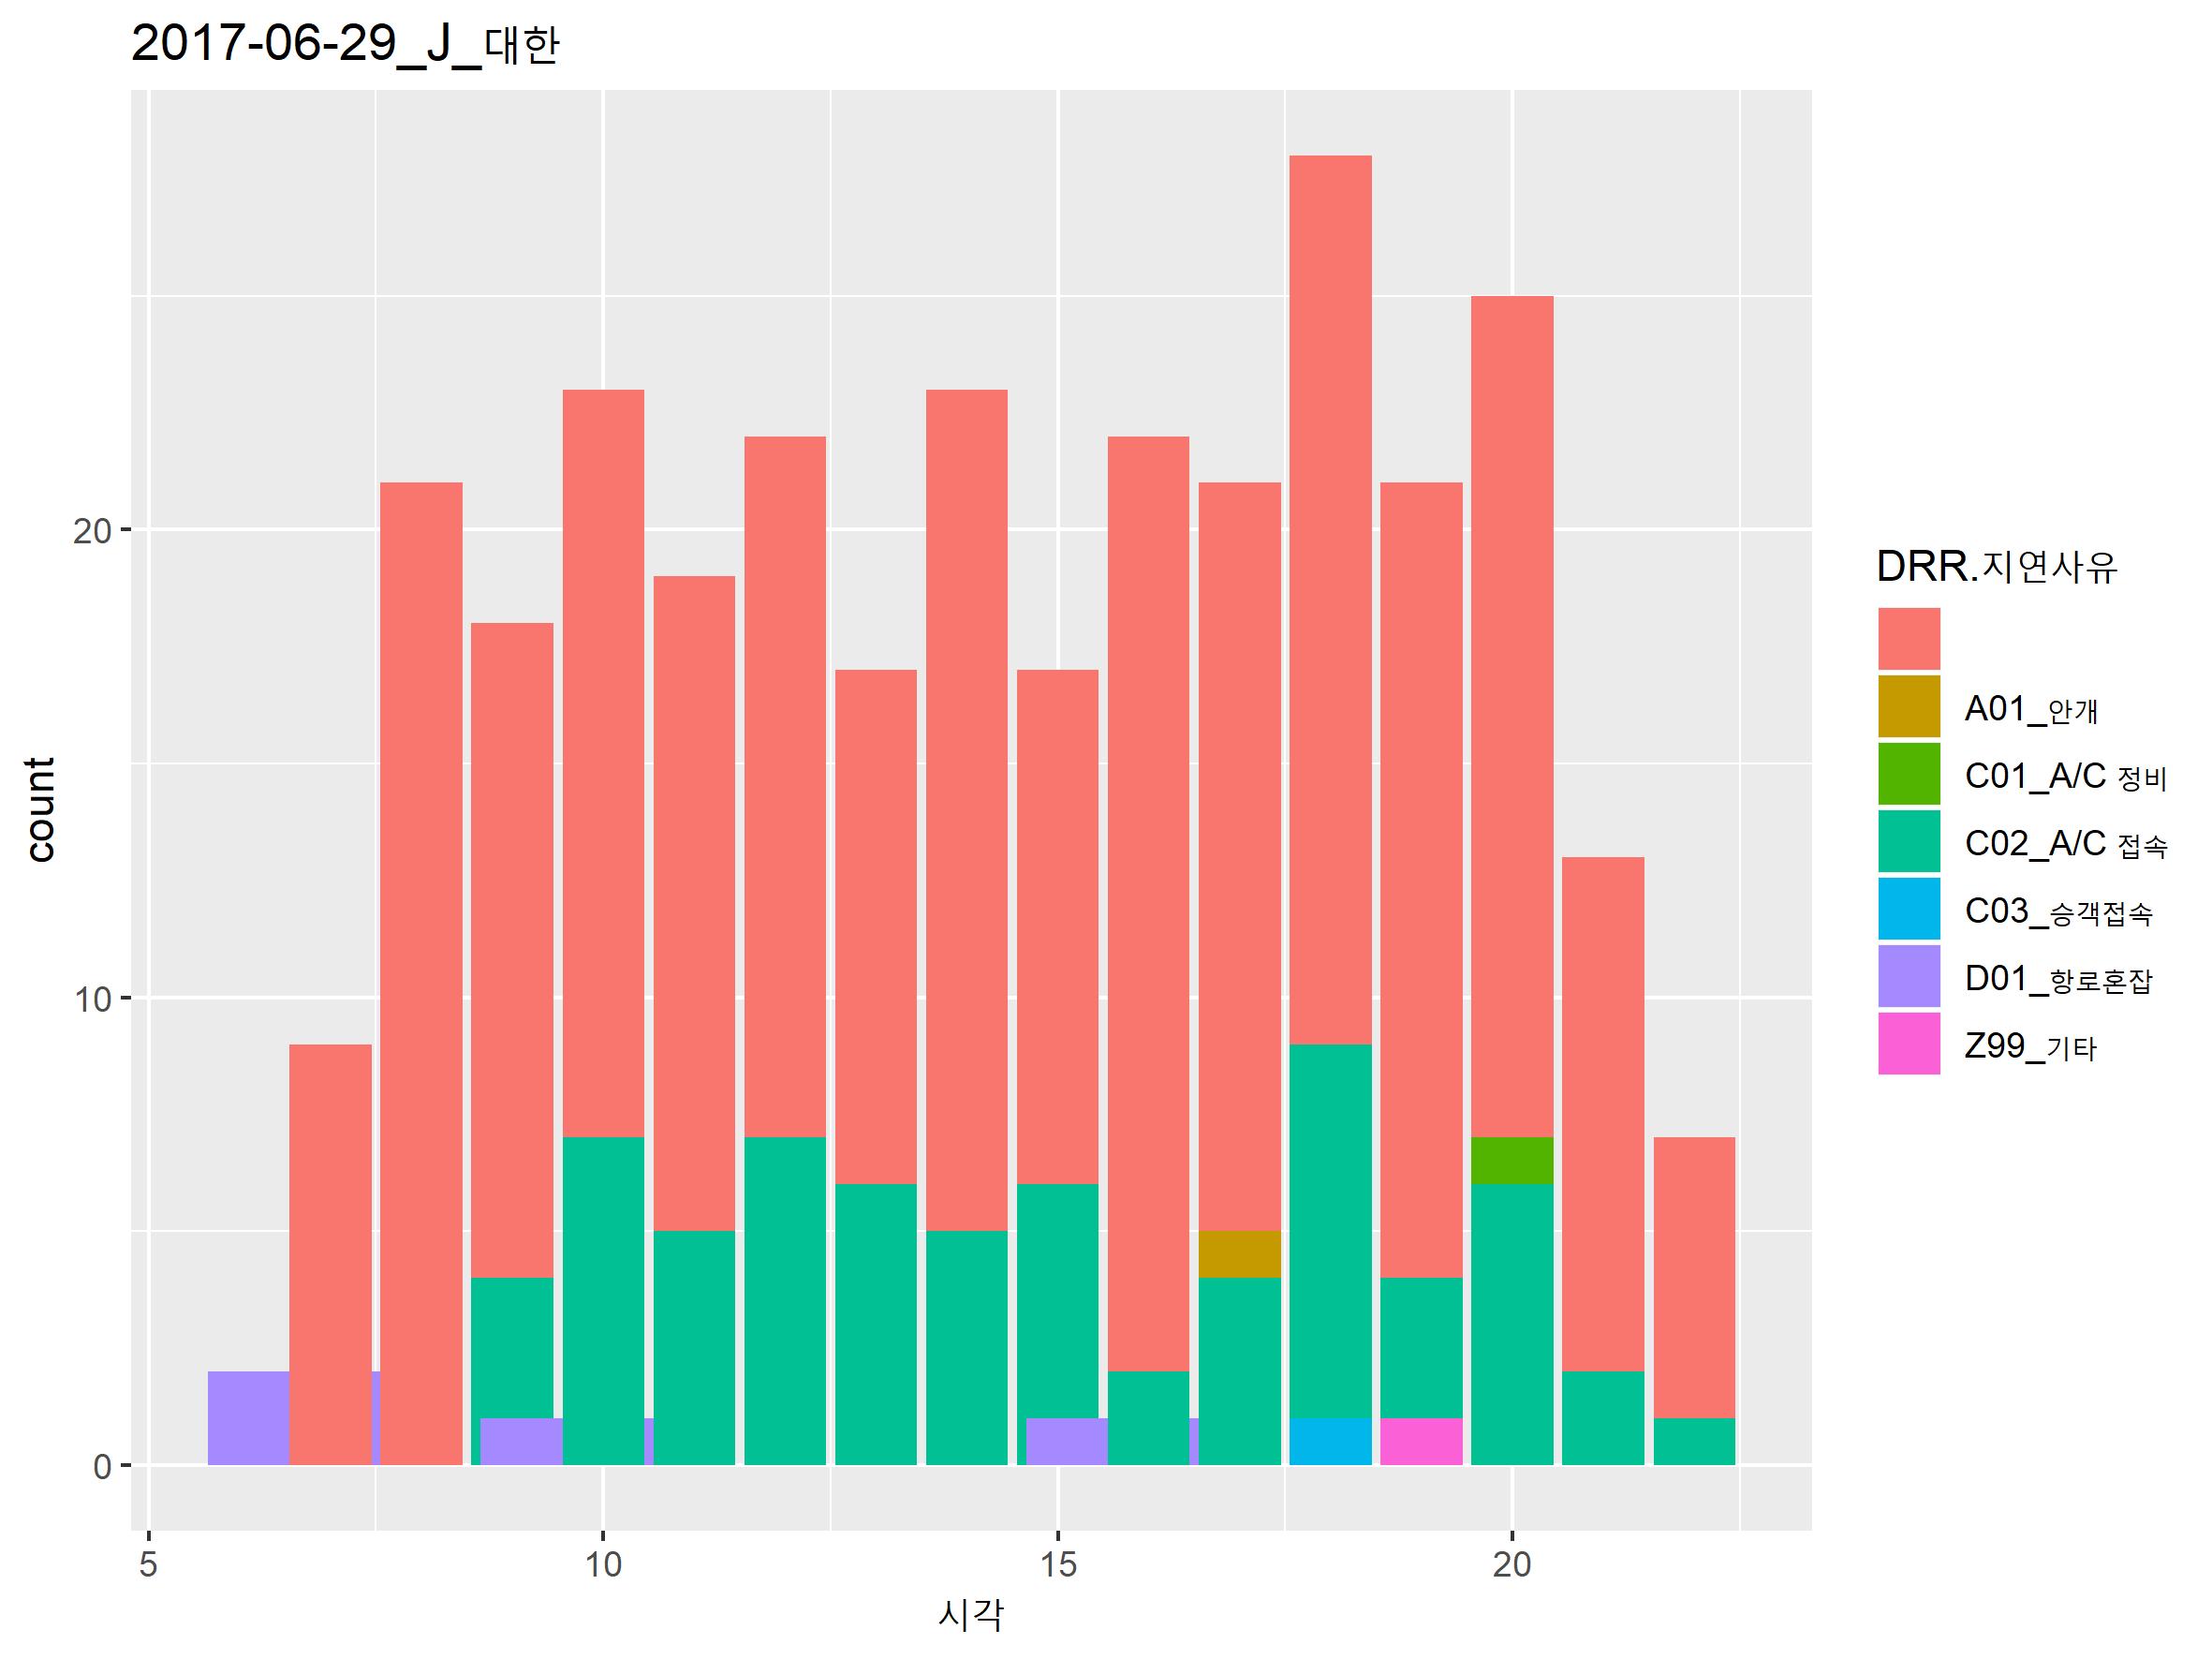 2017-06-29_J_대한
count
20
10
0
5 10 15 20
시각
DRR.지연사유
A01_안개
C01_A/C 정비
C02_A/C 접속
C03_승객접속
D01_항로혼잡
Z99_기타